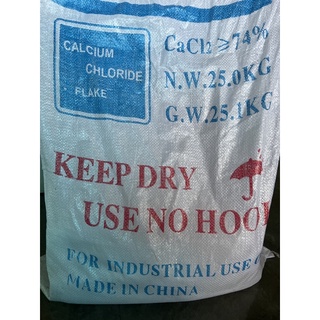 CALCIUM
CHLORIDE
FLAKE
CaCl2 ≥74%
N.W.25.0KG
G.W.25.1KG
KEEP DRY
USE NO
FOR INDUSTRIAL USE
MADE IN CHINA